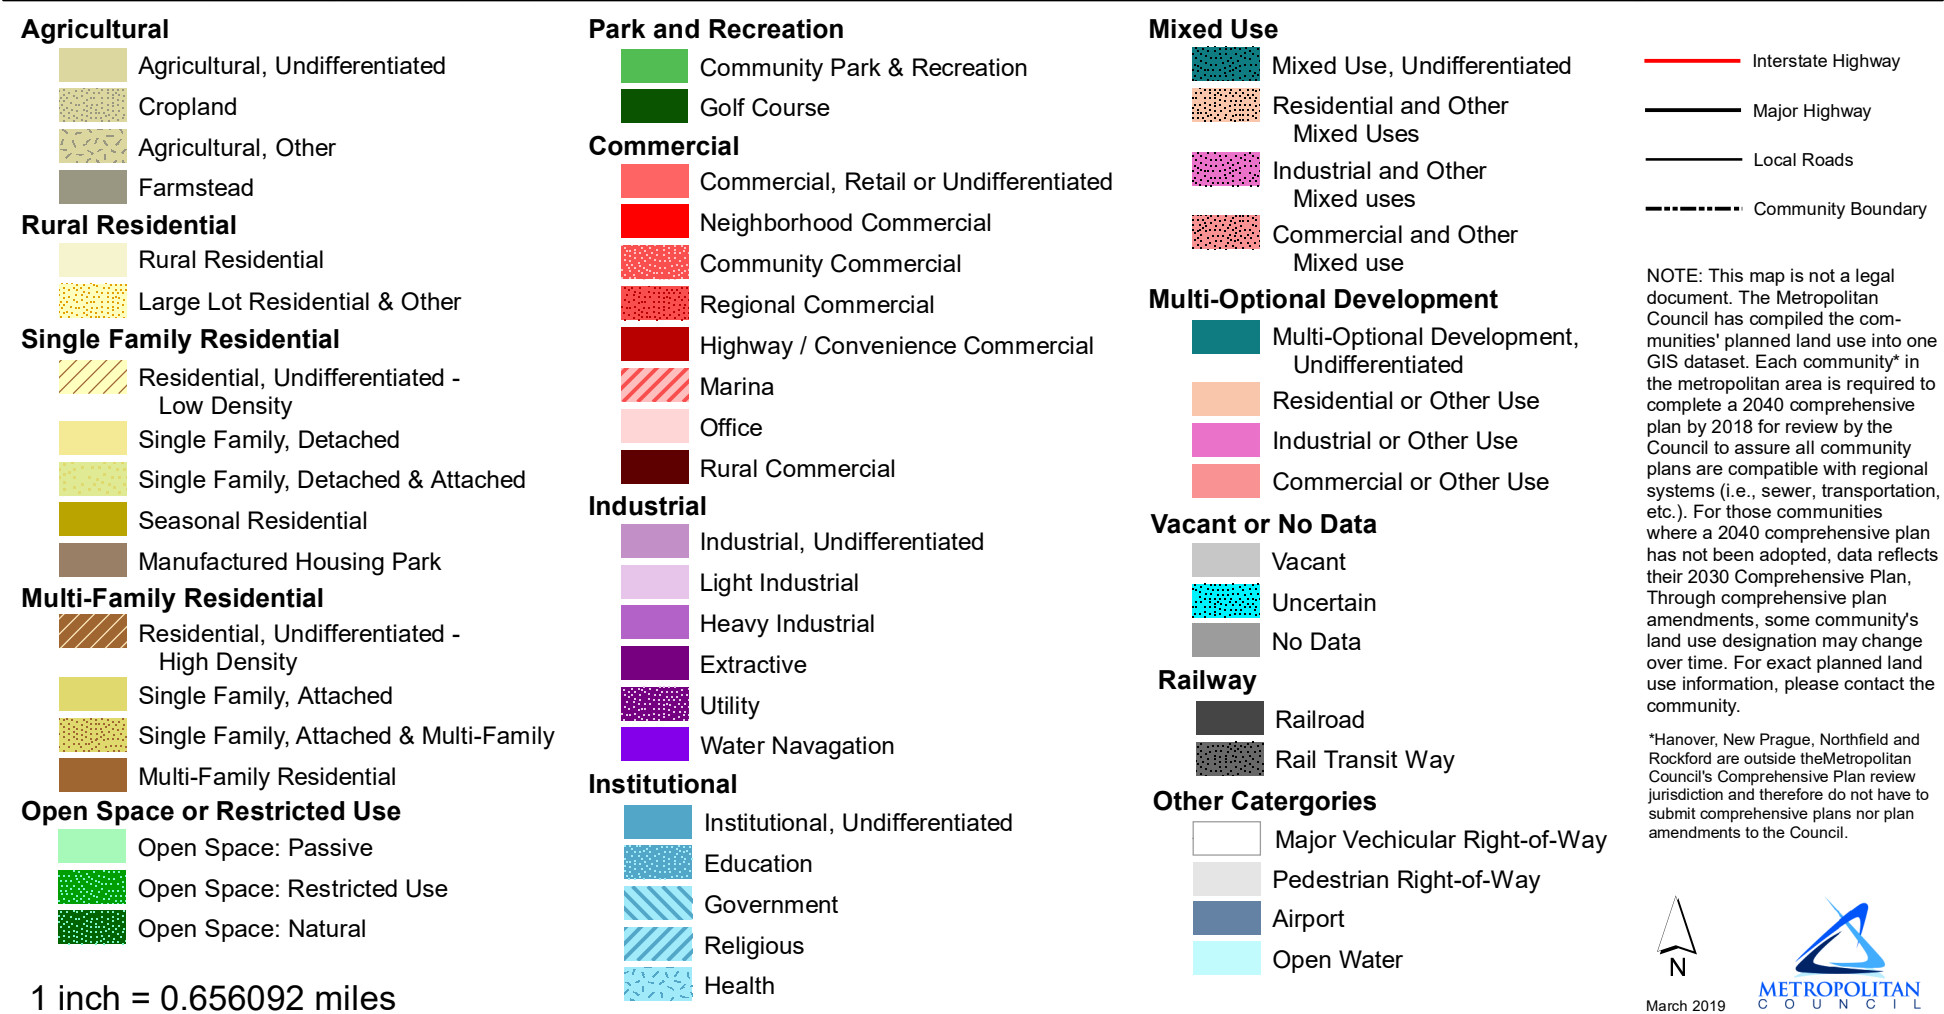 Agricultural
Agricultural, Undifferentiated
Cropland
Agricultural, Other
Farmstead
Rural Residential
Rural Residential
Large Lot Residential & Other
Single Family Residential
Residential, Undifferentiated -
Low Density
Single Family, Detached
Single Family, Detached & Attached
Seasonal Residential
Manufactured Housing Park
Multi-Family Residential
Residential, Undifferentiated -
High Density
Single Family, Attached
Single Family, Attached & Multi-Family
Multi-Family Residential
Open Space or Restricted Use
Open Space: Passive
Open Space: Restricted Use
Open Space: Natural
1 inch = 0.656092 miles
Park and Recreation
Community Park & Recreation
Golf Course
Commercial
Commercial, Retail or Undifferentiated
Neighborhood Commercial
Community Commercial
Regional Commercial
Highway / Convenience Commercial
Marina
Office
Rural Commercial
Industrial
Industrial, Undifferentiated
Light Industrial
Heavy Industrial
Extractive
Utility
Water Navagation
Institutional
Institutional, Undifferentiated
Education
Government
Religious
Health
Mixed Use
Mixed Use, Undifferentiated
Residential and Other
Mixed Uses
Industrial and Other
Mixed uses
Commercial and Other
Mixed use
Multi-Optional Development
Multi-Optional Development,
Undifferentiated
Residential or Other Use
Industrial or Other Use
Commercial or Other Use
Vacant or No Data
Vacant
Uncertain
No Data
Railway
Railroad
Rail Transit Way
Other Catergories
Major Vechicular Right-of-Way
Pedestrian Right-of-Way
Airport
Open Water
Interstate Highway
Major Highway
Local Roads
Community Boundary
NOTE: This map is not a legal
document. The Metropolitan
Council has compiled the com-
munities' planned land use into one
GIS dataset. Each community* in
the metropolitan area is required to
complete a 2040 comprehensive
plan by 2018 for review by the
Council to assure all community
plans are compatible with regional
systems (i.e., sewer, transportation,
etc.). For those communities
where a 2040 comprehensive plan
has not been adopted, data reflects
their 2030 Comprehensive Plan,
Through comprehensive plan
amendments, some community's
land use designation may change
over time. For exact planned land
use information, please contact the
community.
*Hanover, New Prague, Northfield and
Rockford are outside theMetropolitan
Council's Comprehensive Plan review
jurisdiction and therefore do not have to
submit comprehensive plans nor plan
amendments to the Council.
N
March 2019
METROPOLITAN
COUNCIL